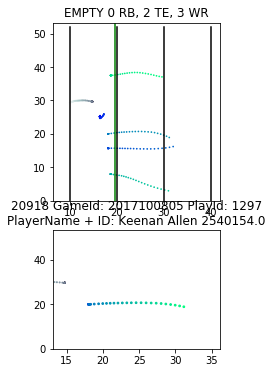 EMPTY 0 RB, 2 TE, 3 WR
50
40
30
20
10
0
10 20 30 40
20918 GameId: 2017100805 PlayId: 1297
PlayerName + ID: Keenan Allen 2540154.0
40
20
0
15 20 25 30 35